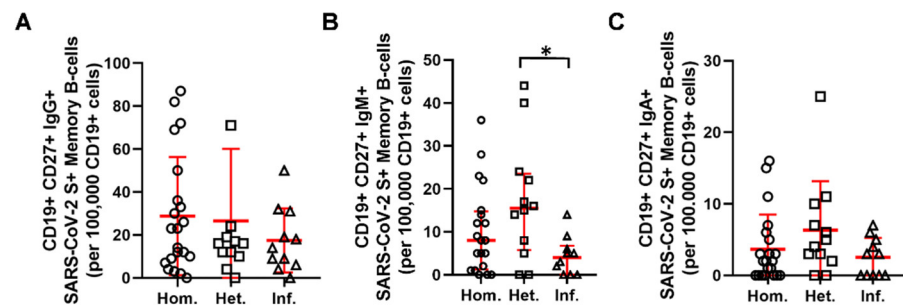 A
CD19+ CD27+ IgG+
SARS-CoV-2 S+ Memory B-cells
(per 100,000 CD19+ cells)
100
80
60
40
20
0
Hom.
Het.
Inf.
B
CD19+ CD27+ IgM+
SARS-CoV-2 S+ Memory B-cells
(per 100,000 CD19+ cells)
50
40
30
20
10
0
*
Hom.
Het.
Inf.
C
CD19+ CD27+ IgA+
SARS-CoV-2 S+ Memory B-cells
(per 100,000 CD19+ cells)
30
20
10
0
Hom.
Het.
Inf.